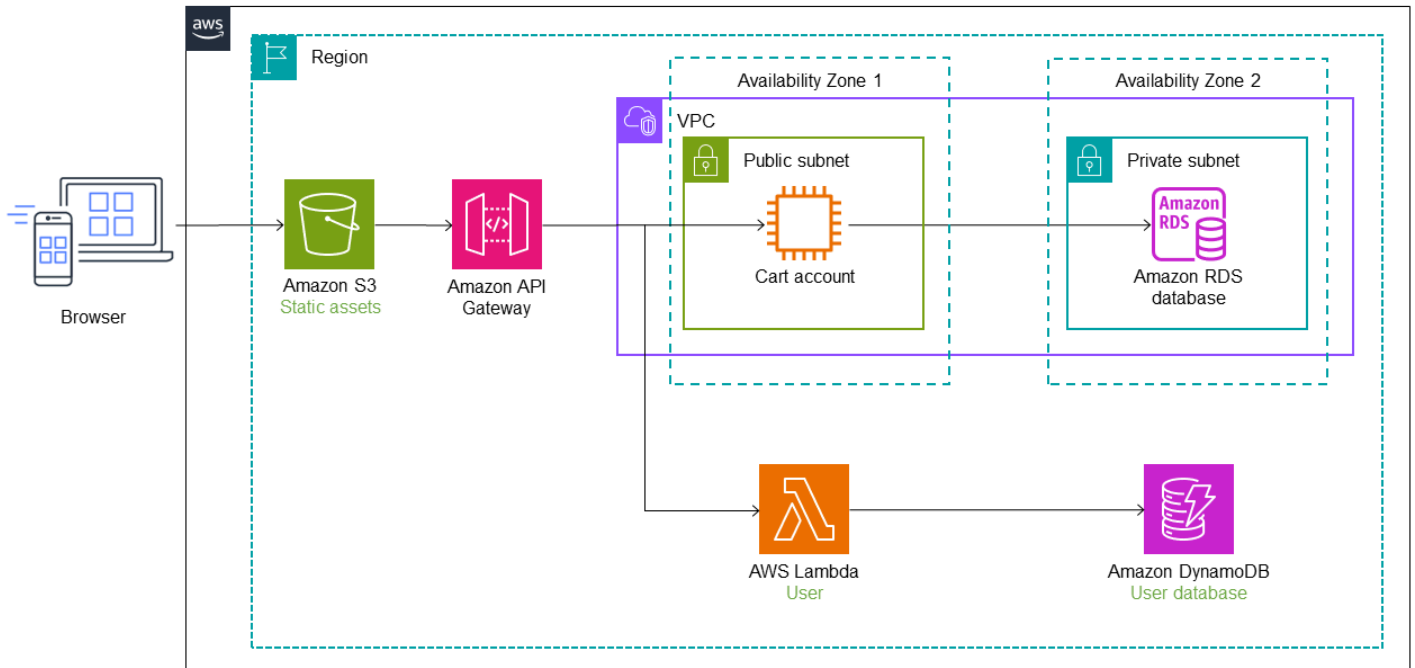 aws
Region
Availability Zone 1
Availability Zone 2
VPC
Public subnet
Private subnet
Amazon
RDS
Browser
Amazon S3
Static assets
Amazon API
Gateway
Cart account
Amazon RDS
database
AWS Lambda
User
Amazon DynamoDB
User database